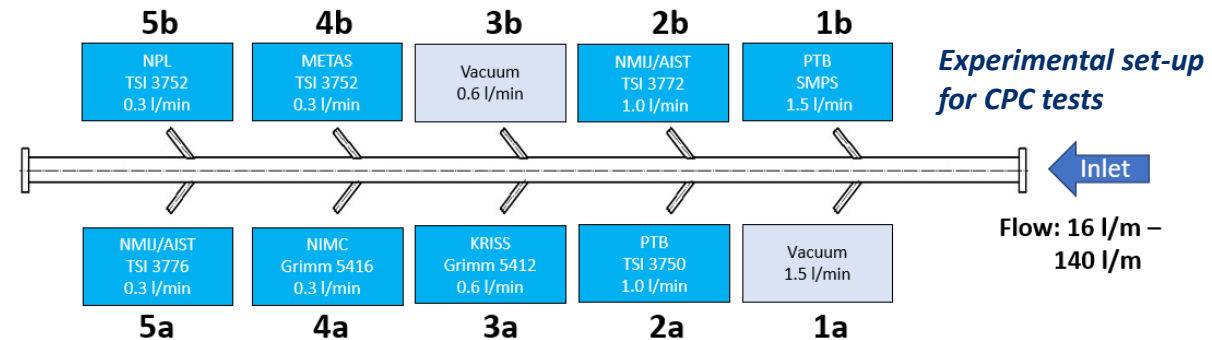 5b
4b
3b
2b
1b
NPL
TSI 3752
0.3 l/min
METAS
TSI 3752
0.3 l/min
Vacuum
0.6 l/min
NMIJ/AIST
TSI 3772
1.0 l/min
PTB
SMPS
1.5 l/min
Experimental set-up
for CPC tests
Inlet
Flow: 16 l/m –
140 l/m
NMIJ/AIST
TSI 3776
0.3 l/min
NIMC
Grimm 5416
0.3 l/min
KRISS
Grimm 5412
0.6 l/min
PTB
TSI 3750
1.0 l/min
Vacuum
1.5 l/min
5a
4a
3a
2a
1a